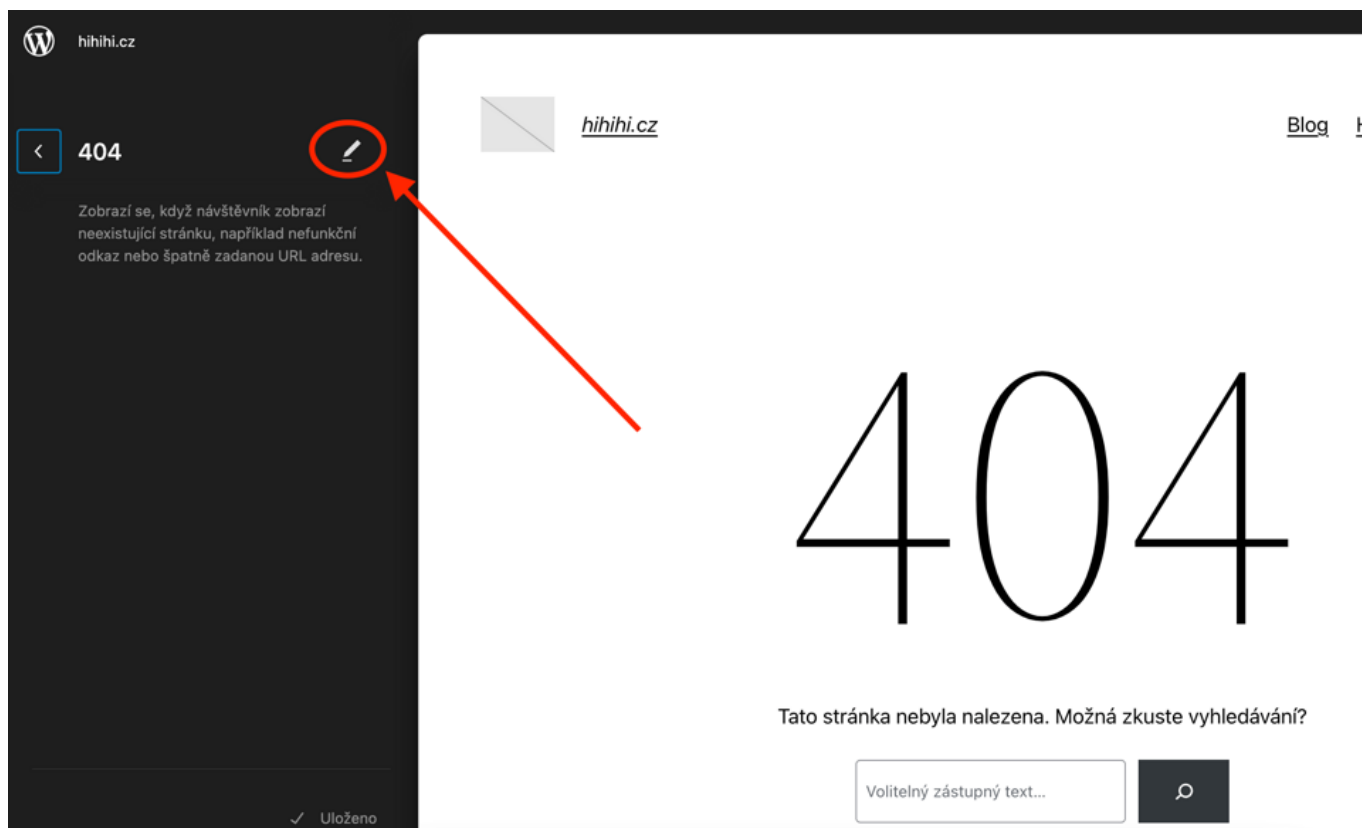 hihihi.cz
404
Zobrazí se, když návštěvník zobrazí
neexistující stránku, například nefunkční
odkaz nebo špatně zadanou URL adresu.
Uloženo
hihihi.cz
Blog
404
Tato stránka nebyla nalezena. Možná zkuste vyhledávání?
Volitelný zástupný text...